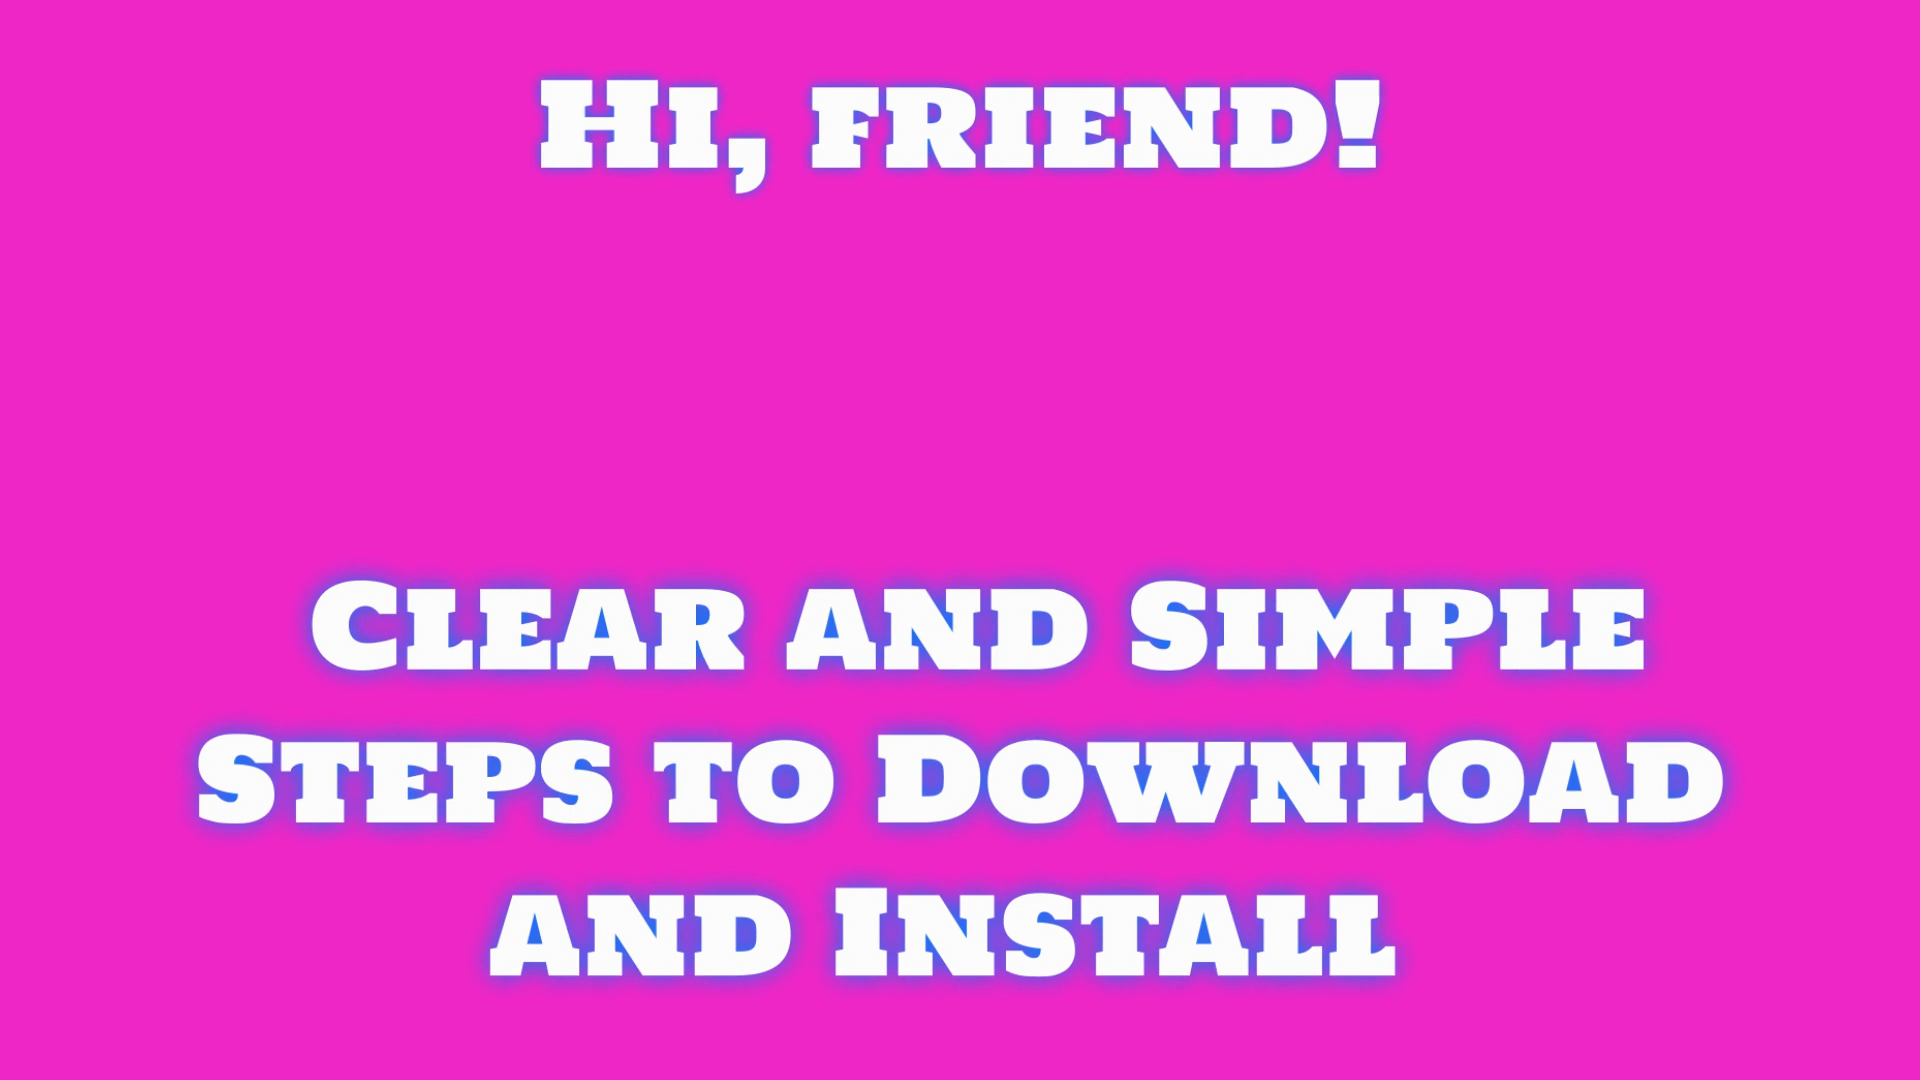 Hi, friend!
Clear and Simple
Steps to Download
and Install